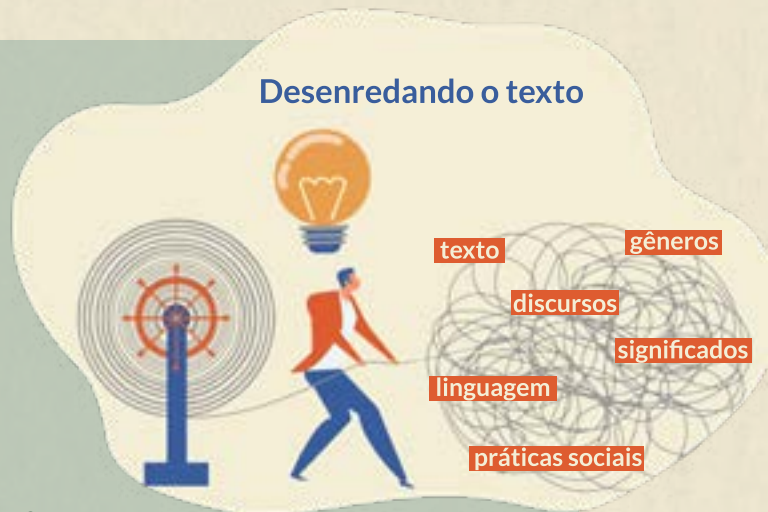 Desenredando o texto
texto
gêneros
discursos
significados
linguagem
práticas sociais